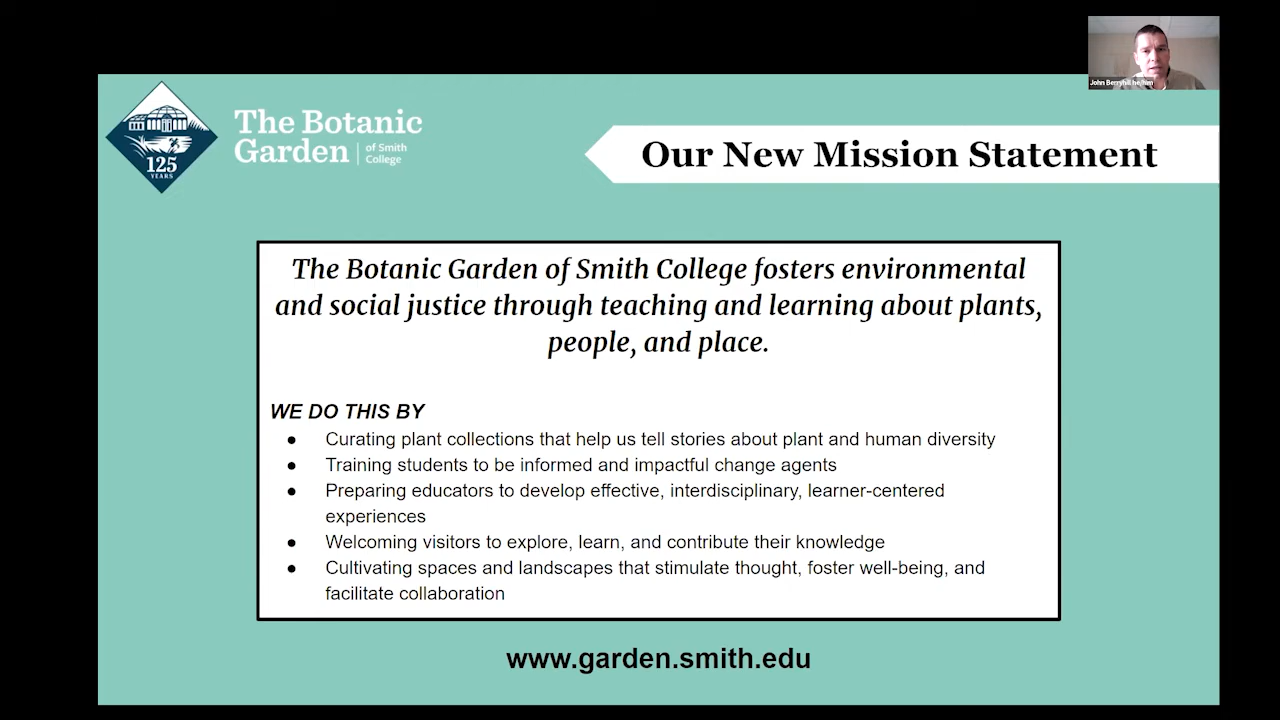 John Berryhill he/him
The Botanic
Garden
of Smith
College
125
YEARS
Our New Mission Statement
The Botanic Garden of Smith College fosters environmental
and social justice through teaching and learning about plants,
people, and place.
WE DO THIS BY
● Curating plant collections that help us tell stories about plant and human diversity
● Training students to be informed and impactful change agents
● Preparing educators to develop effective, interdisciplinary, learner-centered
experiences
● Welcoming visitors to explore, learn, and contribute their knowledge
● Cultivating spaces and landscapes that stimulate thought, foster well-being, and
facilitate collaboration
www.garden.smith.edu